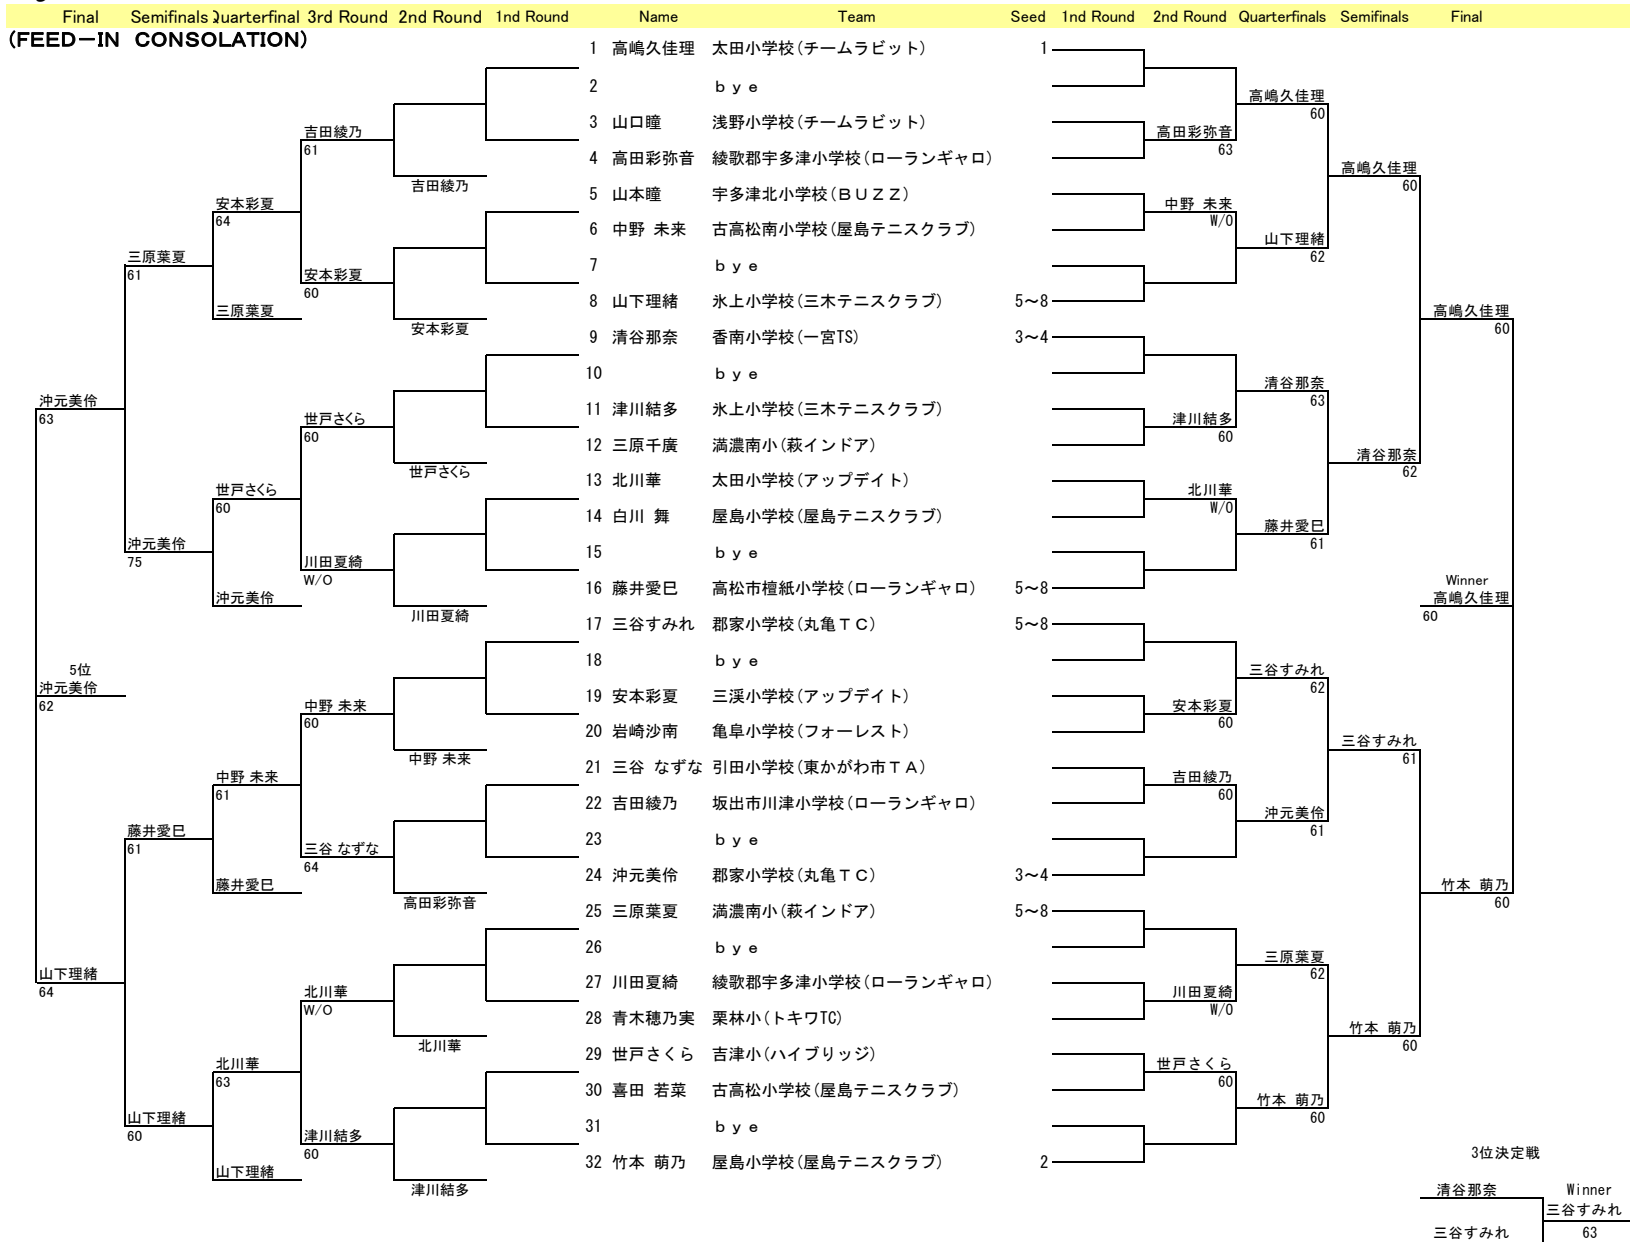 Final Semifinals Quarterfinal 3rd Round 2nd Round 1nd Round Name Team Seed 1nd Round 2nd Round Quarterfinals Semifinals Final
(FEED－IN　CONSOLATION)
1 高嶋久佳理 太田小学校(チームラビット) 1
2 ｂｙｅ
高嶋久佳理
60
3 山口瞳 浅野小学校(チームラビット)
吉田綾乃 高田彩弥音
61 63
4 高田彩弥音 綾歌郡宇多津小学校(ローランギャロ)
高嶋久佳理
吉田綾乃 60
5 山本瞳 宇多津北小学校(ＢＵＺＺ)
安本彩夏 中野 未来
64 W/O
6 中野 未来 古高松南小学校(屋島テニスクラブ)
山下理緒
三原葉夏 62
7 ｂｙｅ
61 安本彩夏
60
8 山下理緒 氷上小学校(三木テニスクラブ) 5～8
三原葉夏 高嶋久佳理
安本彩夏 60
9 清谷那奈 香南小学校(一宮TS) 3～4
10 ｂｙｅ
清谷那奈
沖元美伶 63
11 津川結多 氷上小学校(三木テニスクラブ)
63 世戸さくら 津川結多
60 60
12 三原千廣 満濃南小(萩インドア)
清谷那奈
世戸さくら 62
13 北川華 太田小学校(アップデイト)
世戸さくら 北川華
60 W/O
14 白川 舞 屋島小学校(屋島テニスクラブ)
藤井愛巳
沖元美伶 61
15 ｂｙｅ
75 川田夏綺
W/O Winner
16 藤井愛巳 高松市檀紙小学校(ローランギャロ) 5～8
沖元美伶 高嶋久佳理
川田夏綺 60
17 三谷すみれ 郡家小学校(丸亀ＴＣ) 5～8
18 ｂｙｅ
5位 三谷すみれ
沖元美伶 62
19 安本彩夏 三渓小学校(アップデイト)
62 中野 未来 安本彩夏
60 60
20 岩崎沙南 亀阜小学校(フォーレスト)
三谷すみれ
中野 未来 61
21 三谷 なずな 引田小学校(東かがわ市ＴＡ)
中野 未来 吉田綾乃
61 60
22 吉田綾乃 坂出市川津小学校(ローランギャロ)
沖元美伶
藤井愛巳 61
23 ｂｙｅ
61 三谷 なずな
64
24 沖元美伶 郡家小学校(丸亀ＴＣ) 3～4
藤井愛巳 竹本 萌乃
高田彩弥音 60
25 三原葉夏 満濃南小(萩インドア) 5～8
26 ｂｙｅ
三原葉夏
山下理緒 62
27 川田夏綺 綾歌郡宇多津小学校(ローランギャロ)
64 北川華 川田夏綺
W/O W/O
28 青木穂乃実 栗林小(トキワTC)
竹本 萌乃
北川華 60
29 世戸さくら 吉津小(ハイブリッジ)
北川華 世戸さくら
63 60
30 喜田 若菜 古高松小学校(屋島テニスクラブ)
竹本 萌乃
山下理緒 60
31 ｂｙｅ
60 津川結多
60 3位決定戦
32 竹本 萌乃 屋島小学校(屋島テニスクラブ) 2
山下理緒
津川結多 清谷那奈 Winner
三谷すみれ
三谷すみれ 63